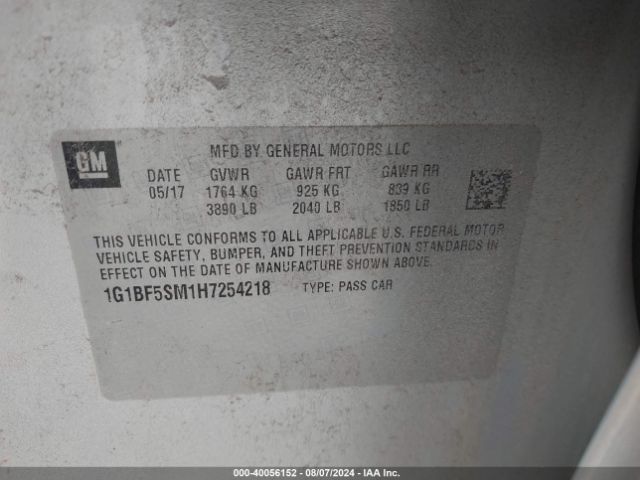 GM
MFD BY GENERAL MOTORS LLC
DATE GVWR GAWR FRT GAWR RR
05/17 1764 KG 925 KG 839 KG
3890 LB 2040 LB 1850 LB
THIS VEHICLE CONFORMS TO ALL APPLICABLE U.S. FEDERAL MOTOR
VEHICLE SAFETY, BUMPER, AND THEFT PREVENTION STANDARDS IN
EFFECT ON THE DATE OF MANUFACTURE SHOWN ABOVE.
1G1BF5SM1H7254218 TYPE: PASS CAR
000-40056152 - 08/07/2024 - IAA Inc.